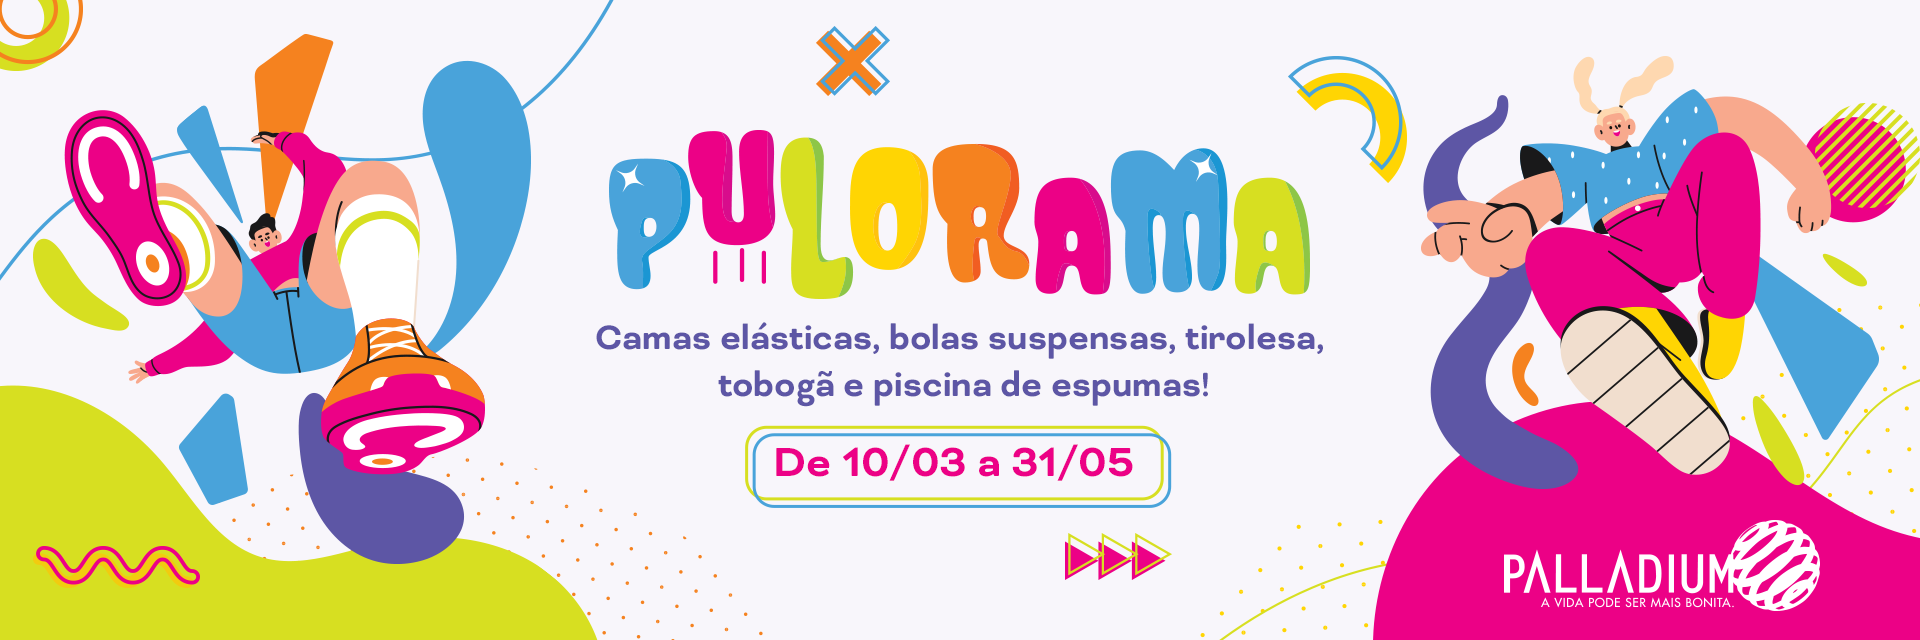 PULORAMA
Camas elásticas, bolas suspensas, tirolesa,
tobogã e piscina de espumas!
De 10/03 a 31/05
PALLADIUM
A VIDA PODE SER MAIS BONITA.